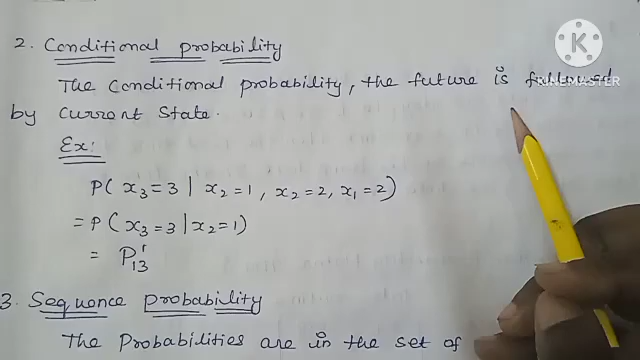 2. Conditional probability
The Conditional probability, the future is followed
by Current State.
Ex:
P( x₃=3 | x₂=1, x₂=2, x₁=2)
= P( x₃=3 | x₂=1)
= P₁₃'
3. Sequence Probability
The Probabilities are in the set of
KINEMASTER